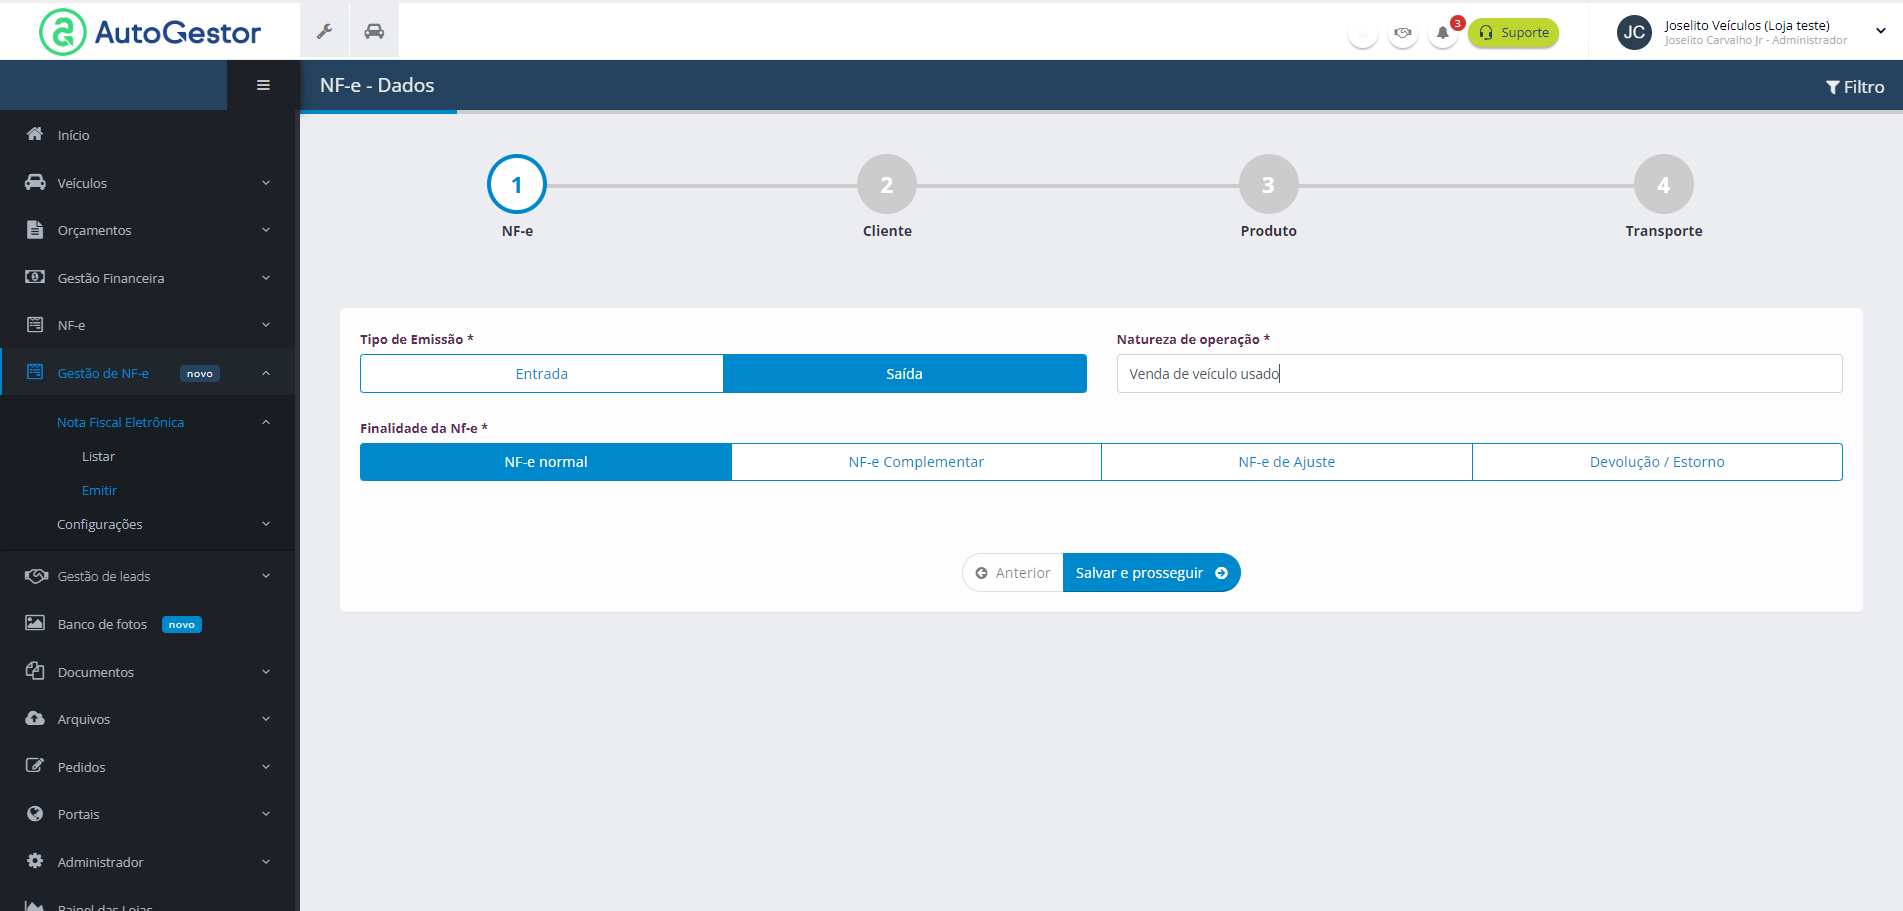 AutoGestor
3
Suporte
JC
Joselito Veículos (Loja teste)
Joselito Carvalho Jr - Administrador
NF-e - Dados
Filtro
Início
Veículos
Orçamentos
Gestão Financeira
NF-e
Gestão de NF-e novo
Nota Fiscal Eletrônica
Listar
Emitir
Configurações
Gestão de leads
Banco de fotos novo
Documentos
Arquivos
Pedidos
Portais
Administrador
Painel das Lojas
1 2 3 4
NF-e Cliente Produto Transporte
Tipo de Emissão * Natureza de operação *
Entrada Saída Venda de veículo usado
Finalidade da Nf-e *
NF-e normal NF-e Complementar NF-e de Ajuste Devolução / Estorno
Anterior Salvar e prosseguir